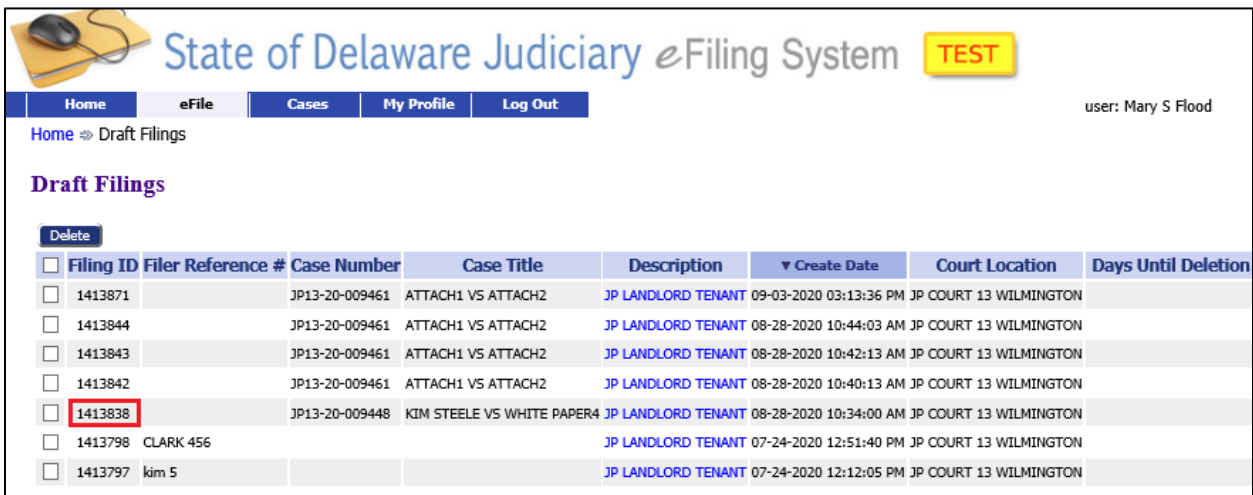 State of Delaware Judiciary eFiling System TEST
Home eFile Cases My Profile Log Out user: Mary S Flood
Home ⇒ Draft Filings
Draft Filings
Delete
Filing ID Filer Reference # Case Number Case Title Description ▼ Create Date Court Location Days Until Deletion
1413871 JP13-20-009461 ATTACH1 VS ATTACH2 JP LANDLORD TENANT 09-03-2020 03:13:36 PM JP COURT 13 WILMINGTON
1413844 JP13-20-009461 ATTACH1 VS ATTACH2 JP LANDLORD TENANT 08-28-2020 10:44:03 AM JP COURT 13 WILMINGTON
1413843 JP13-20-009461 ATTACH1 VS ATTACH2 JP LANDLORD TENANT 08-28-2020 10:42:13 AM JP COURT 13 WILMINGTON
1413842 JP13-20-009461 ATTACH1 VS ATTACH2 JP LANDLORD TENANT 08-28-2020 10:40:13 AM JP COURT 13 WILMINGTON
1413838 JP13-20-009448 KIM STEELE VS WHITE PAPER4 JP LANDLORD TENANT 08-28-2020 10:34:00 AM JP COURT 13 WILMINGTON
1413798 CLARK 456 JP LANDLORD TENANT 07-24-2020 12:51:40 PM JP COURT 13 WILMINGTON
1413797 kim 5 JP LANDLORD TENANT 07-24-2020 12:12:05 PM JP COURT 13 WILMINGTON